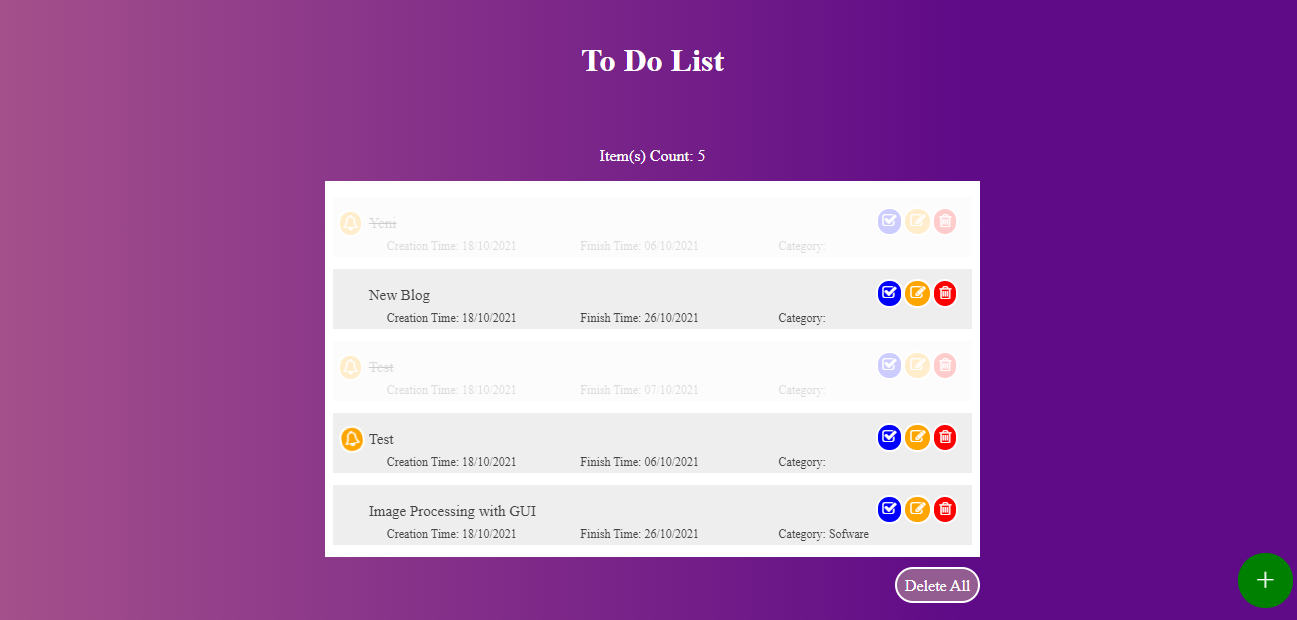 To Do List
Item(s) Count: 5
Yeni
Creation Time: 18/10/2021 Finish Time: 06/10/2021 Category:
New Blog
Creation Time: 18/10/2021 Finish Time: 26/10/2021 Category:
Test
Creation Time: 18/10/2021 Finish Time: 07/10/2021 Category:
Test
Creation Time: 18/10/2021 Finish Time: 06/10/2021 Category:
Image Processing with GUI
Creation Time: 18/10/2021 Finish Time: 26/10/2021 Category: Sofware
Delete All
+